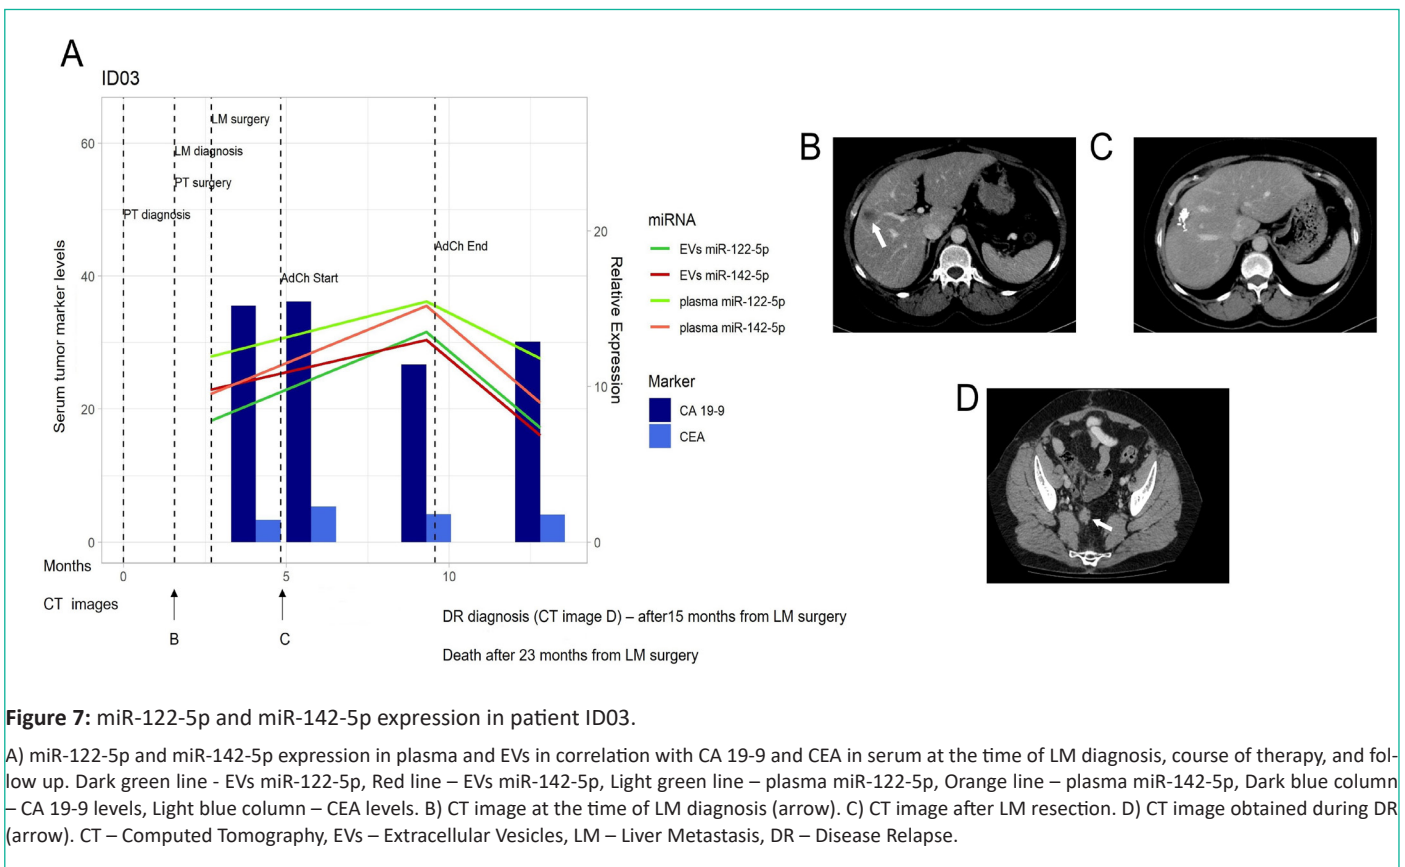 A
ID03
LM surgery
LM diagnosis
PT surgery
PT diagnosis
AdCh Start
AdCh End
Serum tumor marker levels
60
40
20
0
Relative Expression
20
10
0
Months
0
5
10
CT images
B
C
DR diagnosis (CT image D) – after15 months from LM surgery
Death after 23 months from LM surgery
miRNA
EVs miR-122-5p
EVs miR-142-5p
plasma miR-122-5p
plasma miR-142-5p
Marker
CA 19-9
CEA
B
C
D
Figure 7: miR-122-5p and miR-142-5p expression in patient ID03.
A) miR-122-5p and miR-142-5p expression in plasma and EVs in correlation with CA 19-9 and CEA in serum at the time of LM diagnosis, course of therapy, and fol-
low up. Dark green line - EVs miR-122-5p, Red line – EVs miR-142-5p, Light green line – plasma miR-122-5p, Orange line – plasma miR-142-5p, Dark blue column
– CA 19-9 levels, Light blue column – CEA levels. B) CT image at the time of LM diagnosis (arrow). C) CT image after LM resection. D) CT image obtained during DR
(arrow). CT – Computed Tomography, EVs – Extracellular Vesicles, LM – Liver Metastasis, DR – Disease Relapse.